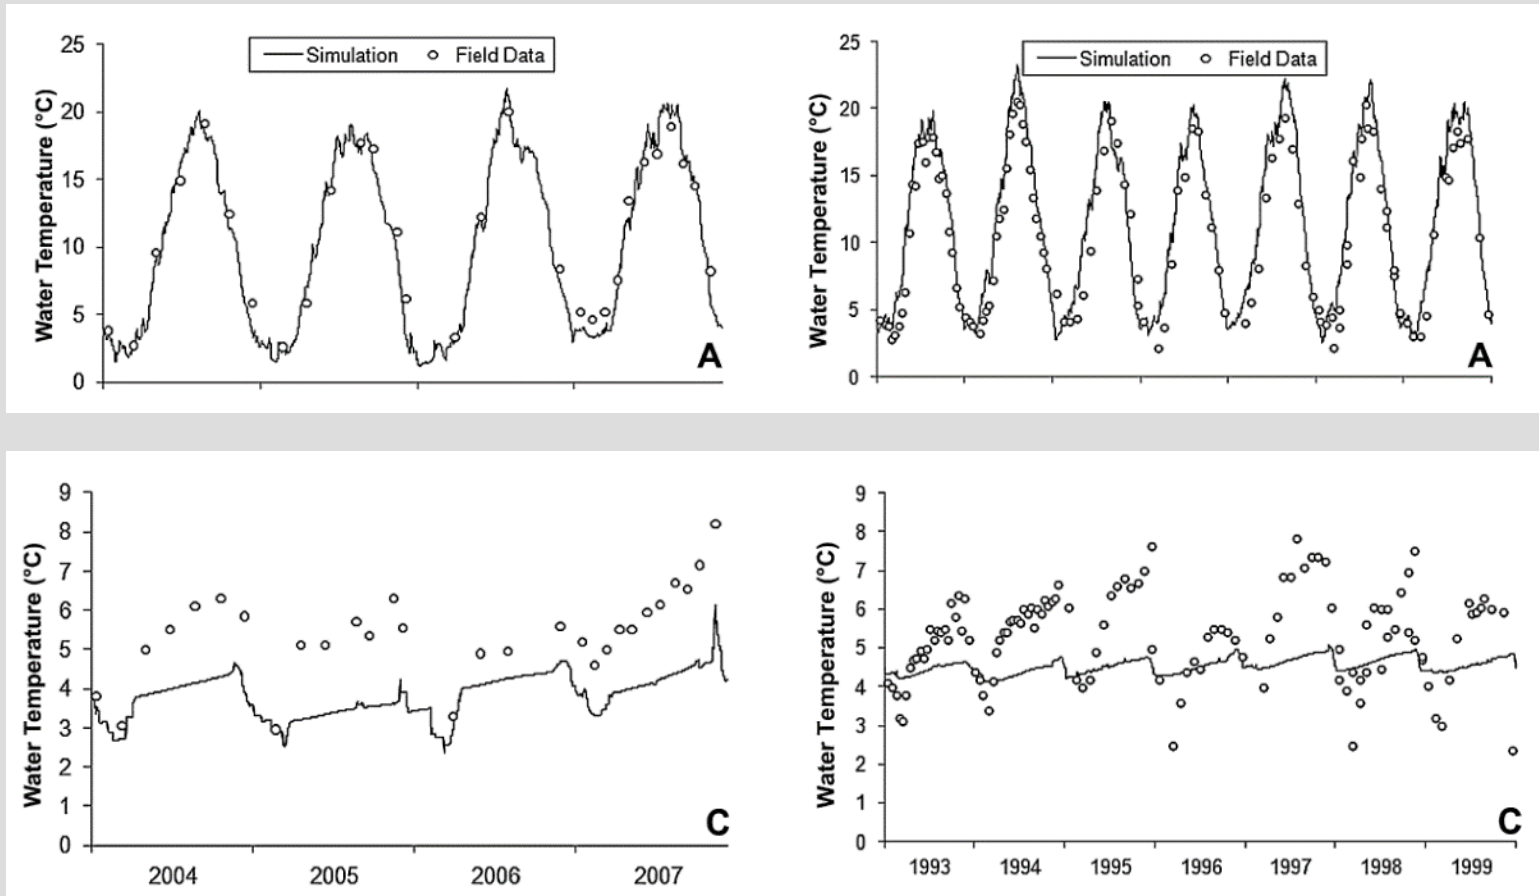 Simulation Field Data
Water Temperature (°C)
25
20
15
10
5
0
A
Simulation Field Data
Water Temperature (°C)
25
20
15
10
5
0
A
Water Temperature (°C)
9
8
7
6
5
4
3
2
1
0
C
2004 2005 2006 2007
Water Temperature (°C)
9
8
7
6
5
4
3
2
1
0
C
1993 1994 1995 1996 1997 1998 1999